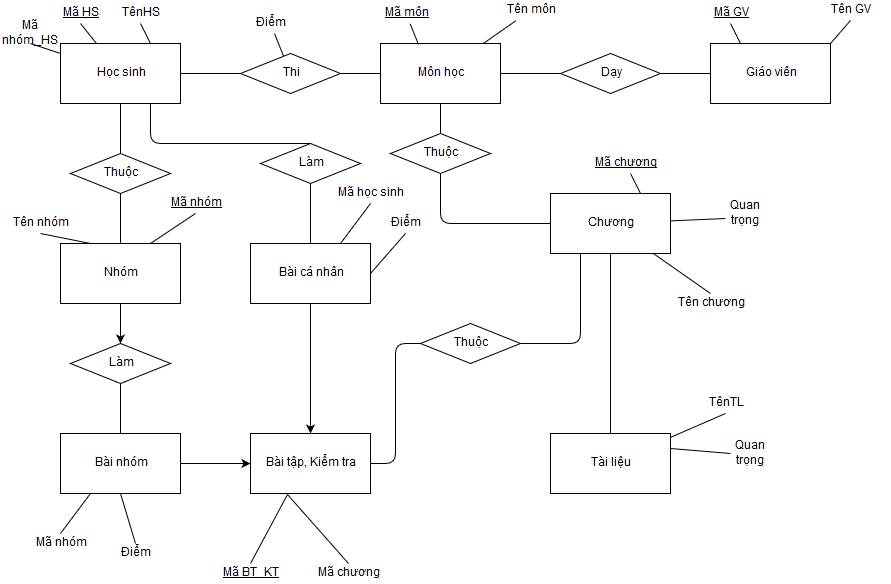 Mã HS
TênHS
Mã
nhóm_HS
Điểm
Mã môn
Tên môn
Mã GV
Tên GV
Học sinh
Thi
Môn học
Dạy
Giáo viên
Thuộc
Làm
Thuộc
Mã chương
Mã nhóm
Tên nhóm
Mã học sinh
Điểm
Quan
trọng
Chương
Nhóm
Bài cá nhân
Tên chương
Làm
Thuộc
TênTL
Quan
trọng
Bài nhóm
Bài tập, Kiểm tra
Tài liệu
Mã nhóm
Điểm
Mã BT_KT
Mã chương